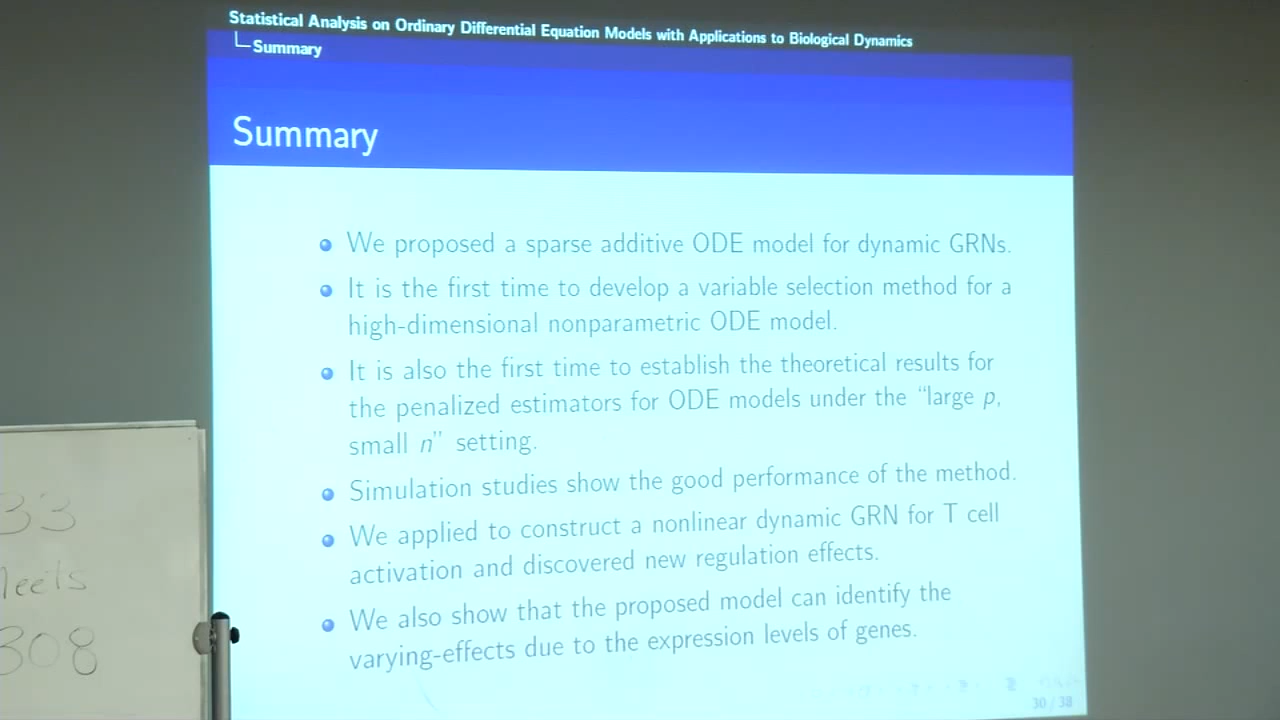 Statistical Analysis on Ordinary Differential Equation Models with Applications to Biological Dynamics
Summary
Summary
We proposed a sparse additive ODE model for dynamic GRNs.
It is the first time to develop a variable selection method for a
high-dimensional nonparametric ODE model.
It is also the first time to establish the theoretical results for
the penalized estimators for ODE models under the “large p,
small n” setting.
Simulation studies show the good performance of the method.
We applied to construct a nonlinear dynamic GRN for T cell
activation and discovered new regulation effects.
We also show that the proposed model can identify the
varying-effects due to the expression levels of genes.
30 / 38
33
308